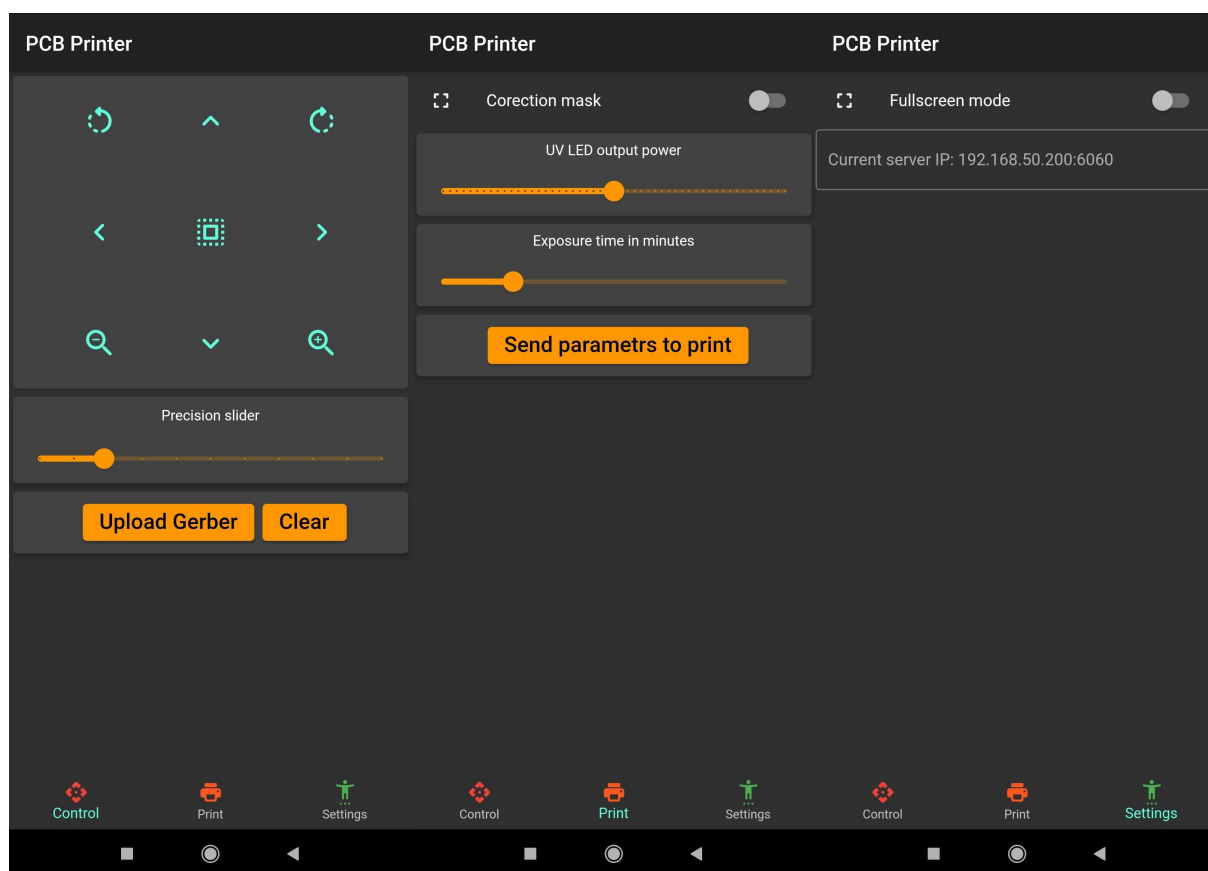 PCB Printer
Precision slider
Upload Gerber
Clear
Control
Print
Settings
PCB Printer
Corection mask
UV LED output power
Exposure time in minutes
Send parametrs to print
Control
Print
Settings
PCB Printer
Fullscreen mode
Current server IP: 192.168.50.200:6060
Control
Print
Settings